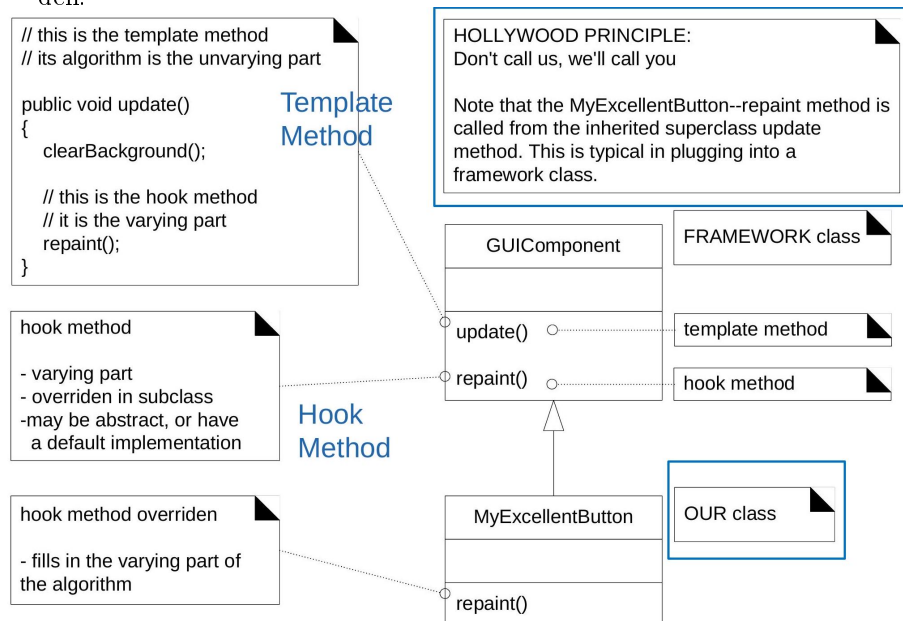 den.
// this is the template method
// its algorithm is the unvarying part
public void update()
{
clearBackground();
// this is the hook method
// it is the varying part
repaint();
}
Template
Method
HOLLYWOOD PRINCIPLE:
Don't call us, we'll call you
Note that the MyExcellentButton--repaint method is
called from the inherited superclass update
method. This is typical in plugging into a
framework class.
GUIComponent
FRAMEWORK class
update()
template method
repaint()
hook method
hook method
- varying part
- overriden in subclass
-may be abstract, or have
a default implementation
Hook
Method
hook method overriden
- fills in the varying part of
the algorithm
MyExcellentButton
OUR class
repaint()